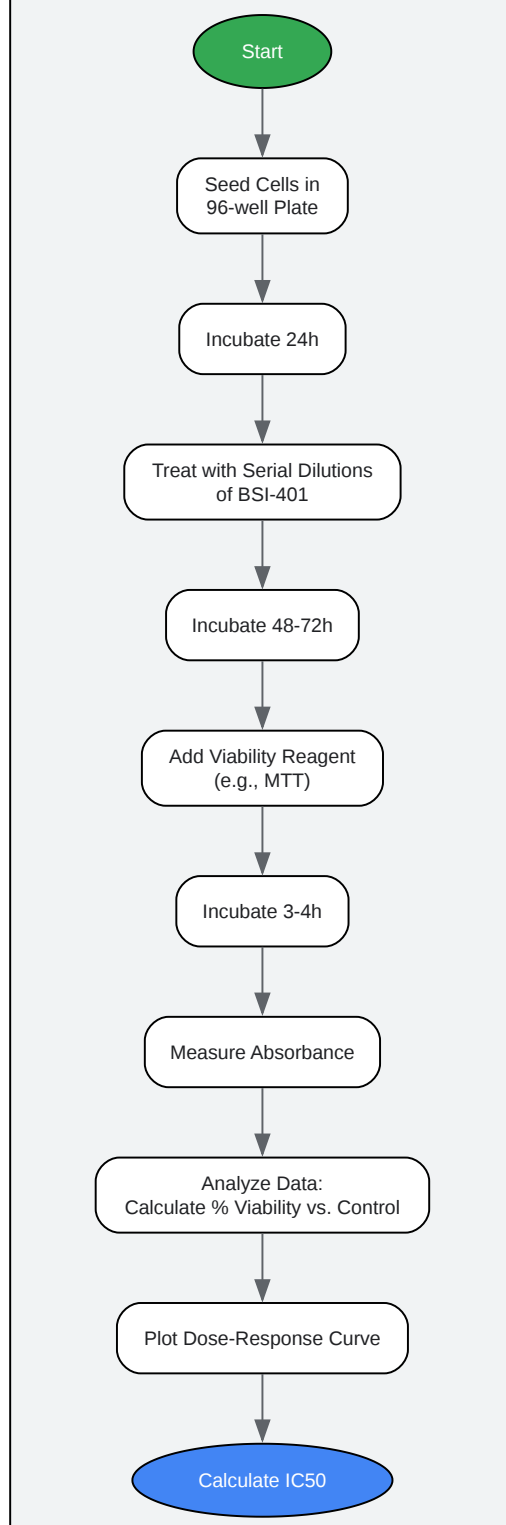 Start
Seed Cells in
96-well Plate
Incubate 24h
Treat with Serial Dilutions
of BSI-401
Incubate 48-72h
Add Viability Reagent
(e.g., MTT)
Incubate 3-4h
Measure Absorbance
Analyze Data:
Calculate % Viability vs. Control
Plot Dose-Response Curve
Calculate IC50